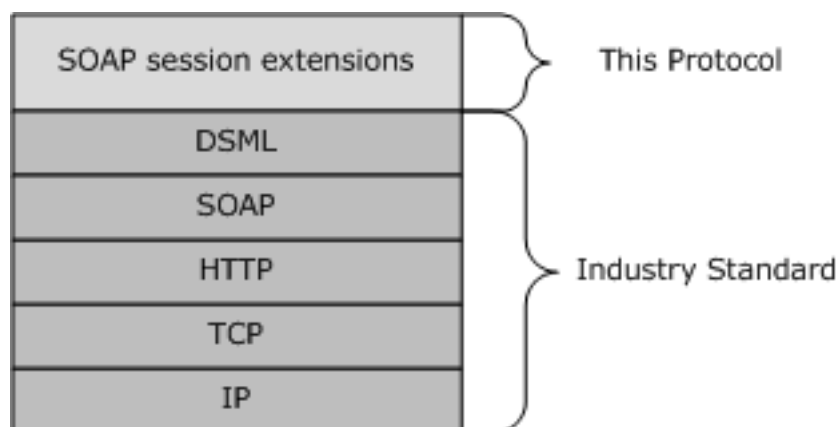 SOAP session extensions
This Protocol
DSML
SOAP
HTTP
Industry Standard
TCP
IP